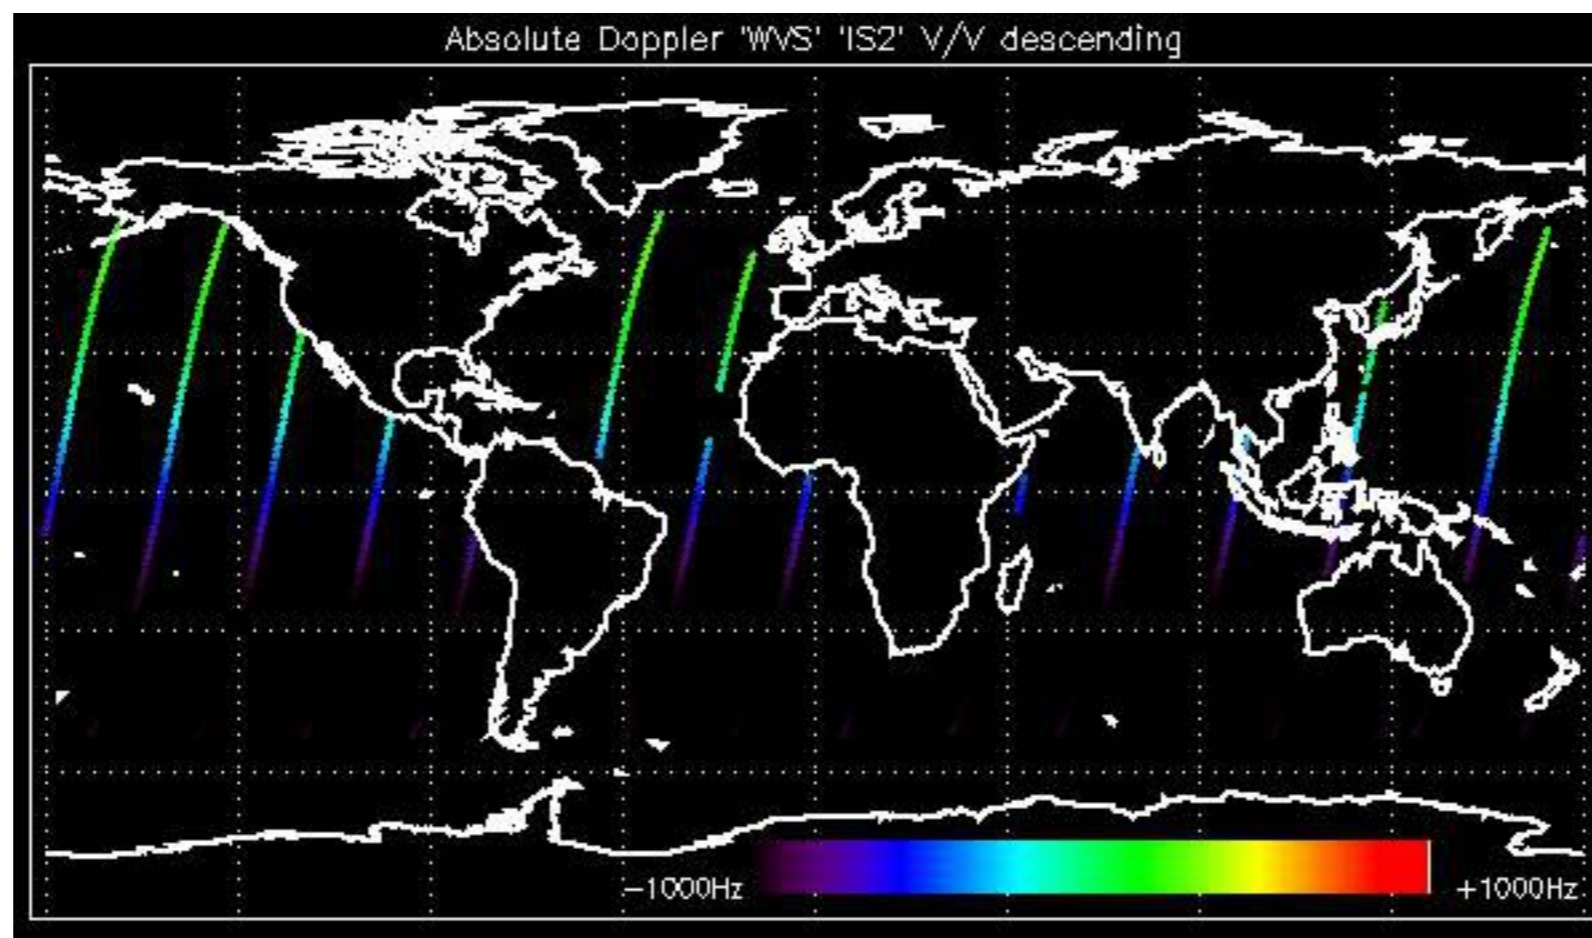 Absolute Doppler 'WVS' 'IS2' V/V descending
-1000Hz +1000Hz